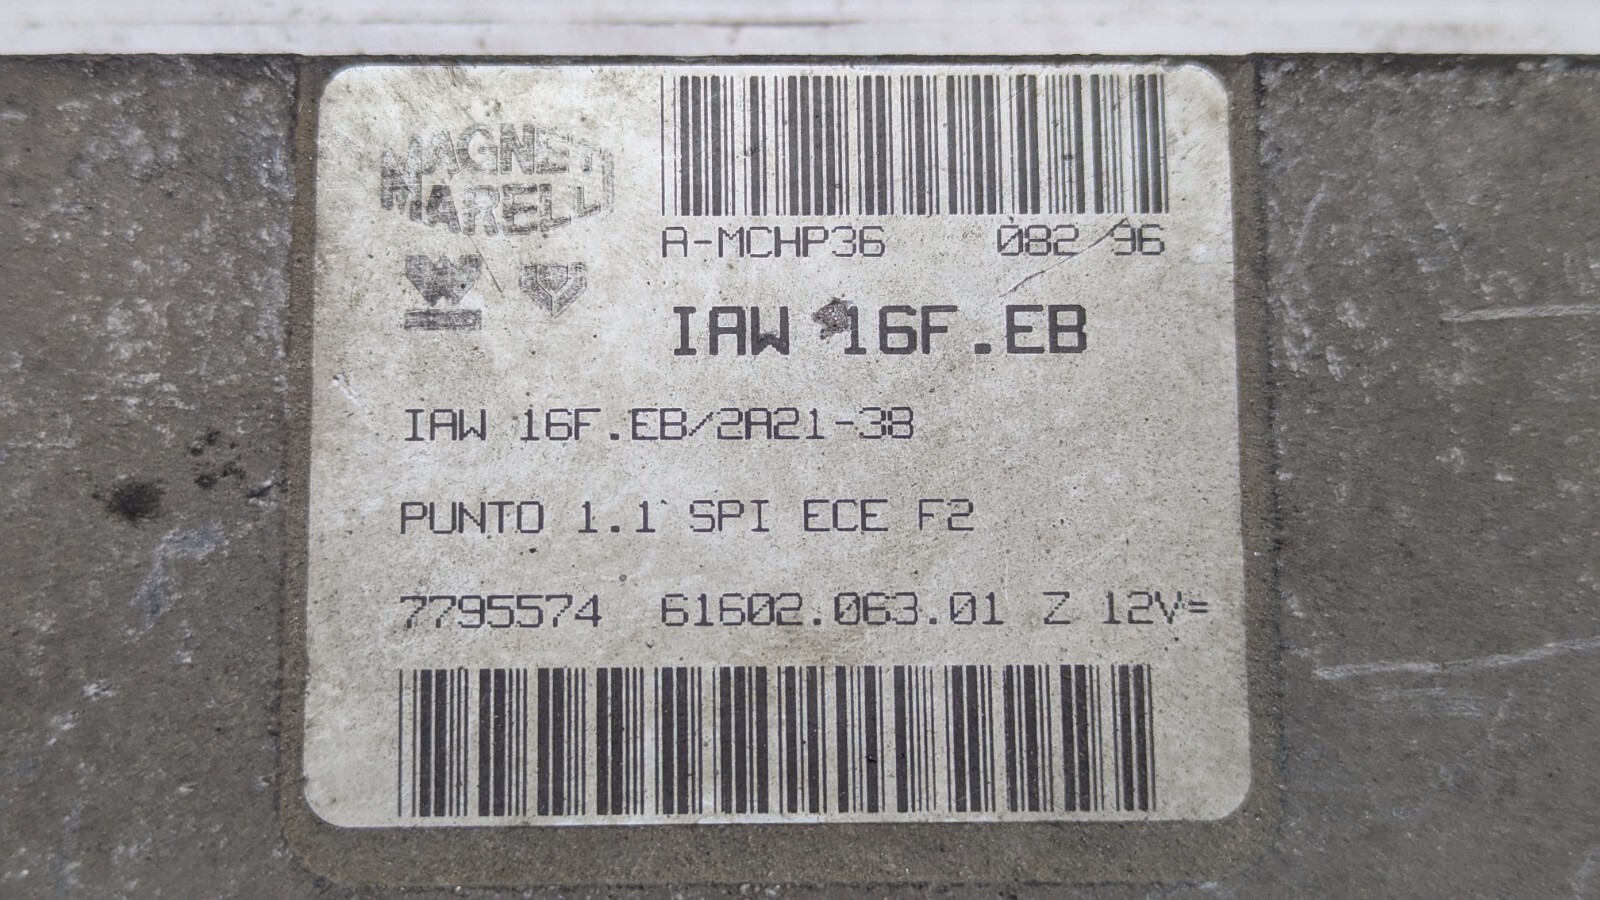 MAGNETI
MARELLI
A-MCHP36 082 96
IAW 16F.EB
IAW 16F.EB/2A21-38
PUNTO 1.1 SPI ECE F2
7795574 61602.063.01 Z 12V=